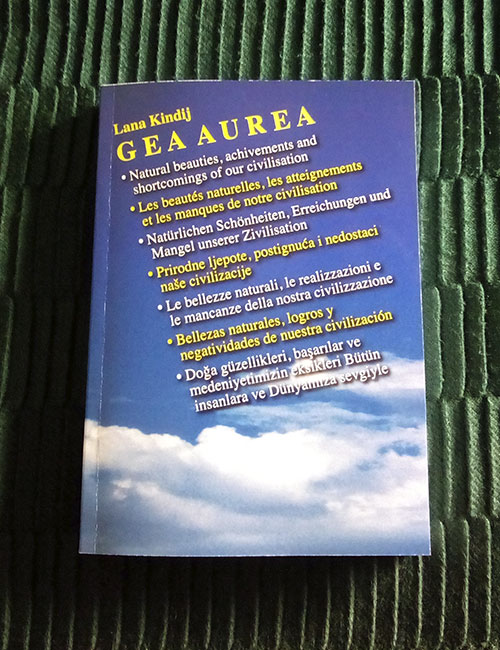 Lana Kindij
GEA AUREA
• Natural beauties, achivements and
shortcomings of our civilisation
• Les beautés naturelles, les atteignements
et les manques de notre civilisation
• Natürlichen Schönheiten, Erreichungen und
Mangel unserer Zivilisation
• Prirodne ljepote, postignuća i nedostaci
naše civilizacije
• Le bellezze naturali, le realizzazioni e
le mancanze della nostra civilizzazione
• Bellezas naturales, logros y
negatividades de nuestra civilización
• Doğa güzellikleri, başarılar ve
medeniyetimizin eksikleri Bütün
insanlara ve Dünyamıza sevgiyle